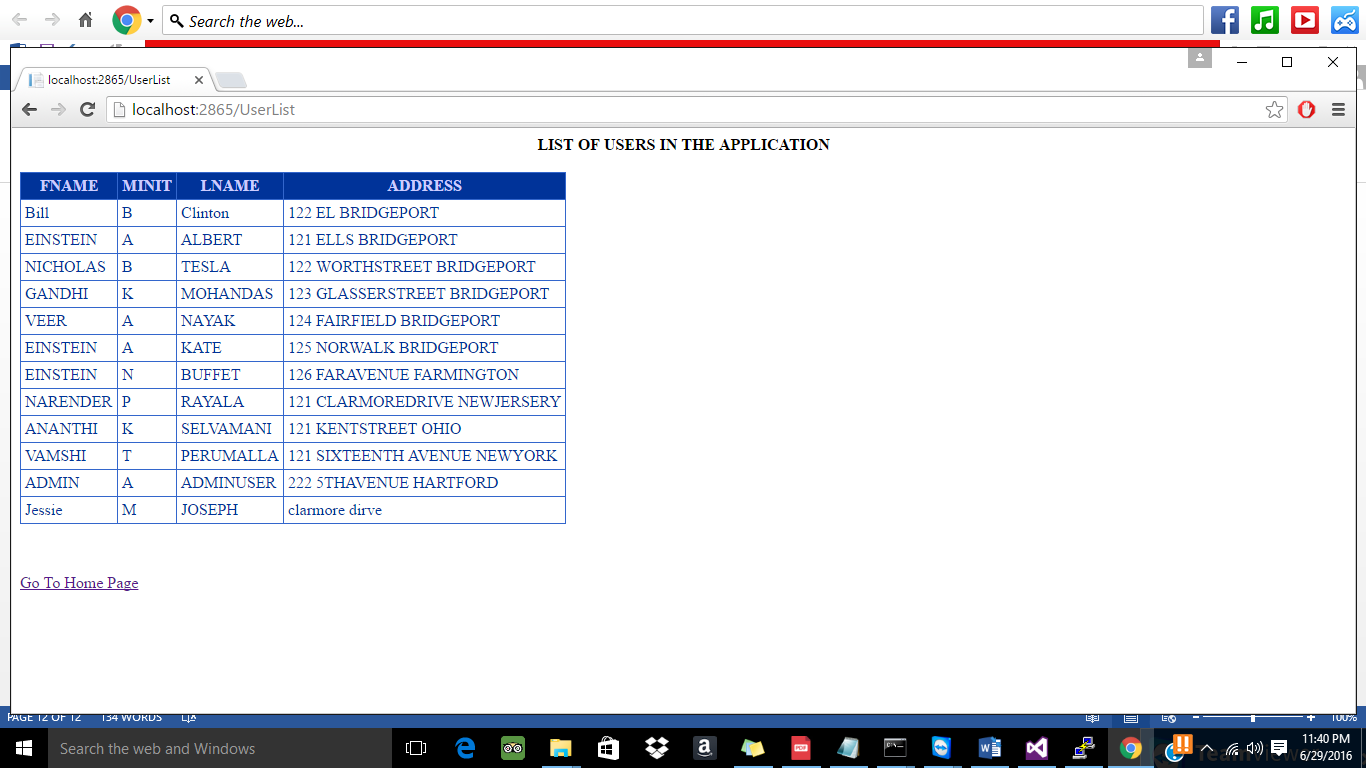 Search the web...
localhost:2865/UserList
localhost:2865/UserList
LIST OF USERS IN THE APPLICATION
FNAME MINIT LNAME ADDRESS
Bill B Clinton 122 EL BRIDGEPORT
EINSTEIN A ALBERT 121 ELLS BRIDGEPORT
NICHOLAS B TESLA 122 WORTHSTREET BRIDGEPORT
GANDHI K MOHANDAS 123 GLASSERSTREET BRIDGEPORT
VEER A NAYAK 124 FAIRFIELD BRIDGEPORT
EINSTEIN A KATE 125 NORWALK BRIDGEPORT
EINSTEIN N BUFFET 126 FARAVENUE FARMINGTON
NARENDER P RAYALA 121 CLARMOREDRIVE NEWJERSERY
ANANTHI K SELVAMANI 121 KENTSTREET OHIO
VAMSHI T PERUMALLA 121 SIXTEENTH AVENUE NEWYORK
ADMIN A ADMINUSER 222 5THAVENUE HARTFORD
Jessie M JOSEPH clarmore dirve
Go To Home Page
PAGE 12 OF 12 134 WORDS 100%
Search the web and Windows
11:40 PM
6/29/2016